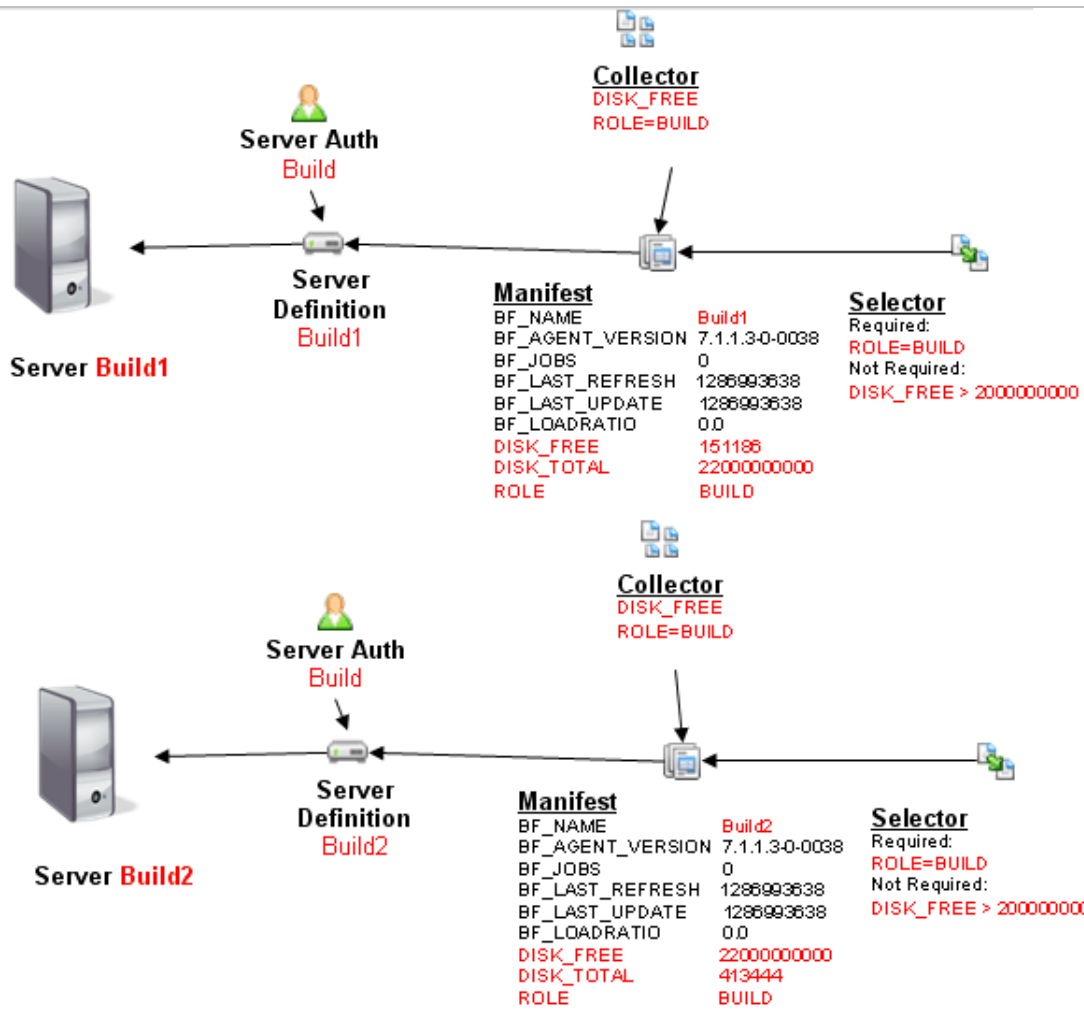 Collector
DISK_FREE
ROLE=BUILD
Server Auth
Build
Server
Definition
Build1
Server Build1
Manifest
BF_NAME Build1
BF_AGENT_VERSION 7.1.1.3-0-0038
BF_JOBS 0
BF_LAST_REFRESH 1286993638
BF_LAST_UPDATE 1286993638
BF_LOADRATIO 0.0
DISK_FREE 151186
DISK_TOTAL 22000000000
ROLE BUILD
Selector
Required:
ROLE=BUILD
Not Required:
DISK_FREE > 2000000000
Collector
DISK_FREE
ROLE=BUILD
Server Auth
Build
Server
Definition
Build2
Server Build2
Manifest
BF_NAME Build2
BF_AGENT_VERSION 7.1.1.3-0-0038
BF_JOBS 0
BF_LAST_REFRESH 1286993638
BF_LAST_UPDATE 1286993638
BF_LOADRATIO 0.0
DISK_FREE 22000000000
DISK_TOTAL 413444
ROLE BUILD
Selector
Required:
ROLE=BUILD
Not Required:
DISK_FREE > 200000000